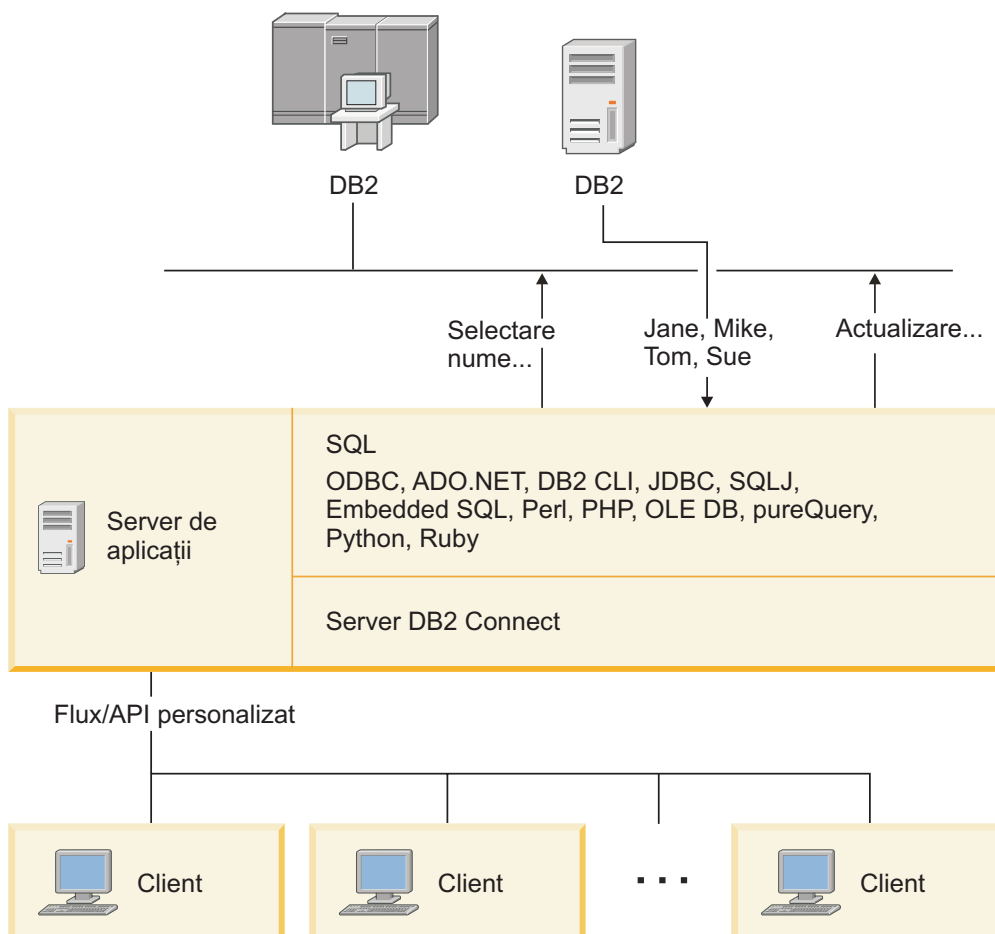 DB2
DB2
Selectare
nume...
Jane, Mike,
Tom, Sue
Actualizare...
Server de
aplicații
SQL
ODBC, ADO.NET, DB2 CLI, JDBC, SQLJ,
Embedded SQL, Perl, PHP, OLE DB, pureQuery,
Python, Ruby
Server DB2 Connect
Flux/API personalizat
Client
Client
. . .
Client